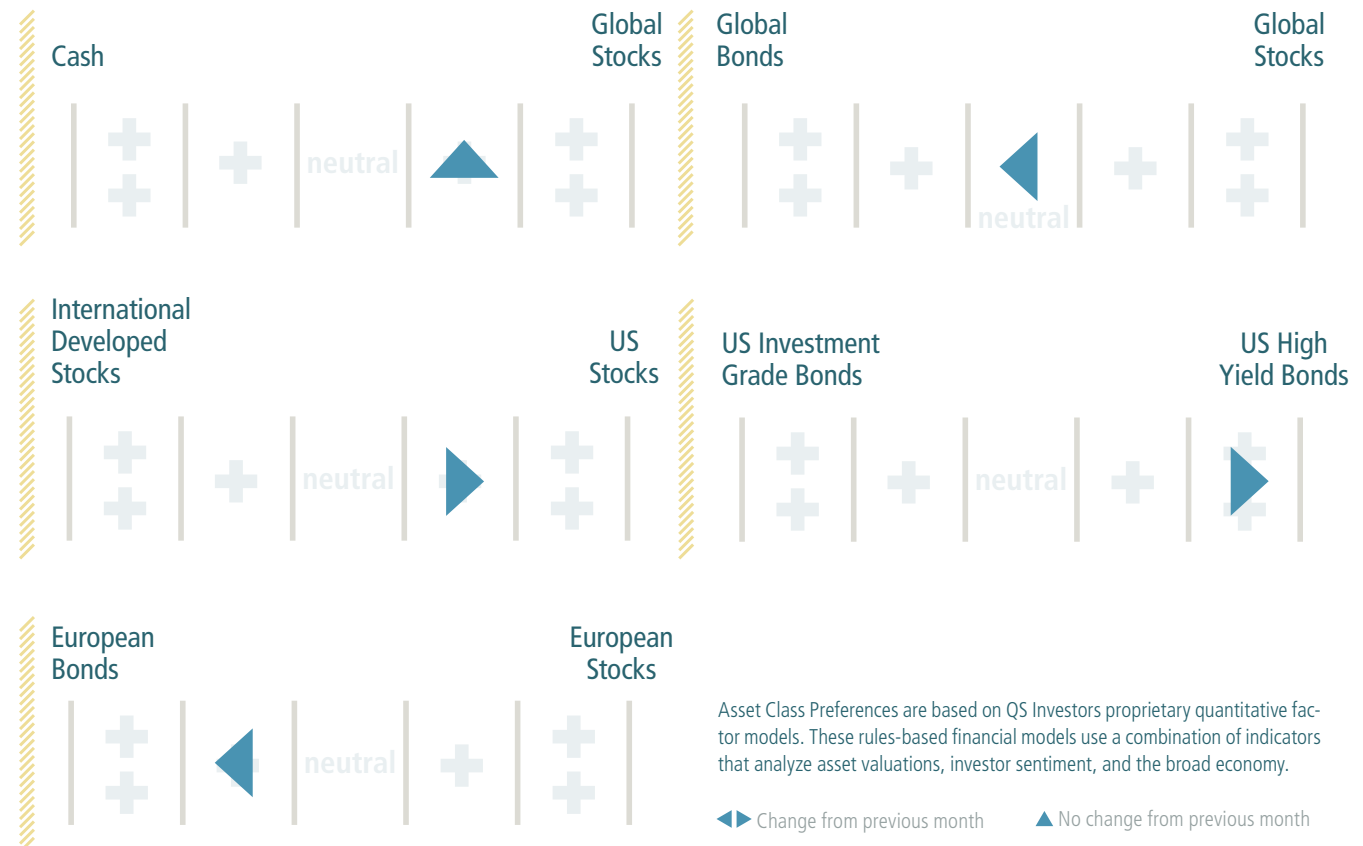 Cash
Global
Stocks
neutral
Global
Bonds
Global
Stocks
neutral
International
Developed
Stocks
US
Stocks
neutral
US Investment
Grade Bonds
US High
Yield Bonds
neutral
European
Bonds
European
Stocks
neutral
Asset Class Preferences are based on QS Investors proprietary quantitative fac-
tor models. These rules-based financial models use a combination of indicators
that analyze asset valuations, investor sentiment, and the broad economy.
Change from previous month
No change from previous month